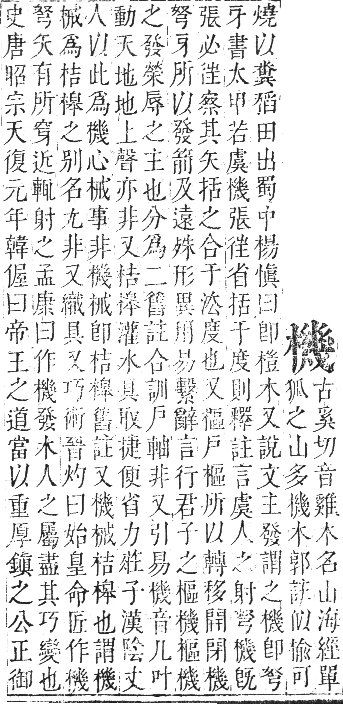 機
古奚切音雞木名山海經單
狐之山多機木郭註似榆可
燒以糞稻田出蜀中楊慎曰卽橙木又說文主發謂之機卽弩
牙書太甲若虞機張往省括于度則釋註言虞人之射弩機旣
張必往察其矢括之合于法度也又樞戶樞所以轉移開閉機
弩牙所以發箭及遠殊形異用易繫辭言行君子之樞機樞機
之發榮辱之主也分爲二舊註合訓戶軸非又引易機音几叶
動天地地上聲亦非又桔槹灌水具取捷便省力莊子漢陰丈
人以此爲機心械事非機械卽桔槹舊註又機械桔槹也謂機
械爲桔槹之別名尤非又織具又巧術晉灼曰始皇命匠作機
弩矢有所穿近輒射之孟康曰作機發木人之屬盡其巧變也
史唐昭宗天復元年韓偓曰帝王之道當以重厚鎮之公正御